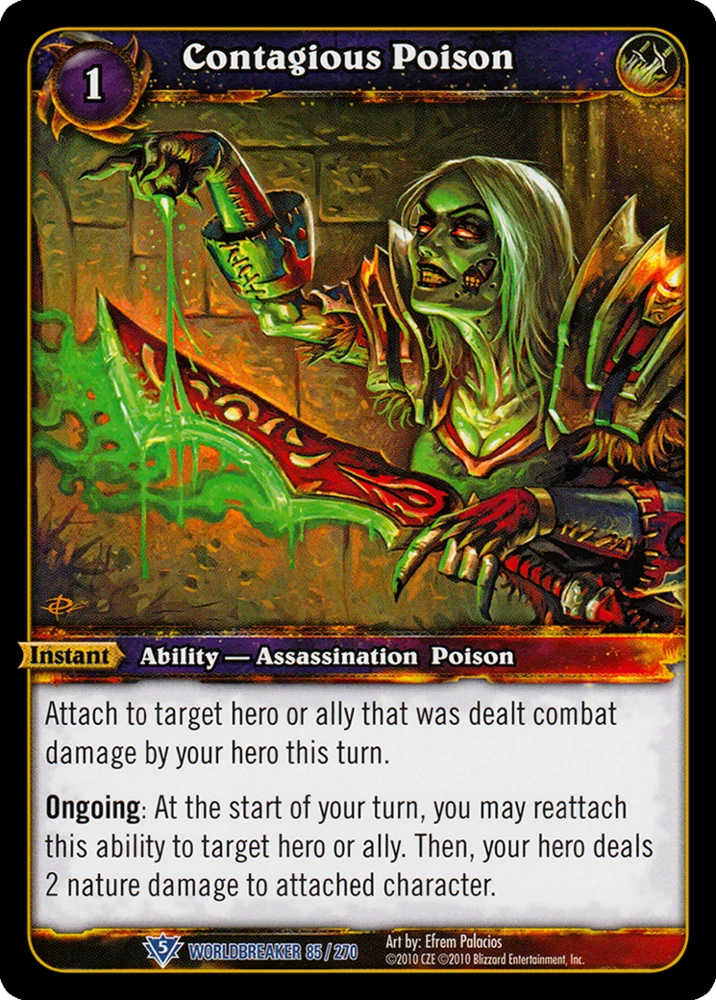 1
Contagious Poison
Instant
Ability — Assassination Poison
Attach to target hero or ally that was dealt combat
damage by your hero this turn.
Ongoing: At the start of your turn, you may reattach
this ability to target hero or ally. Then, your hero deals
2 nature damage to attached character.
5
WORLDBREAKER 85/270
Art by: Efrem Palacios
©2010 CZE ©2010 Blizzard Entertainment, Inc.